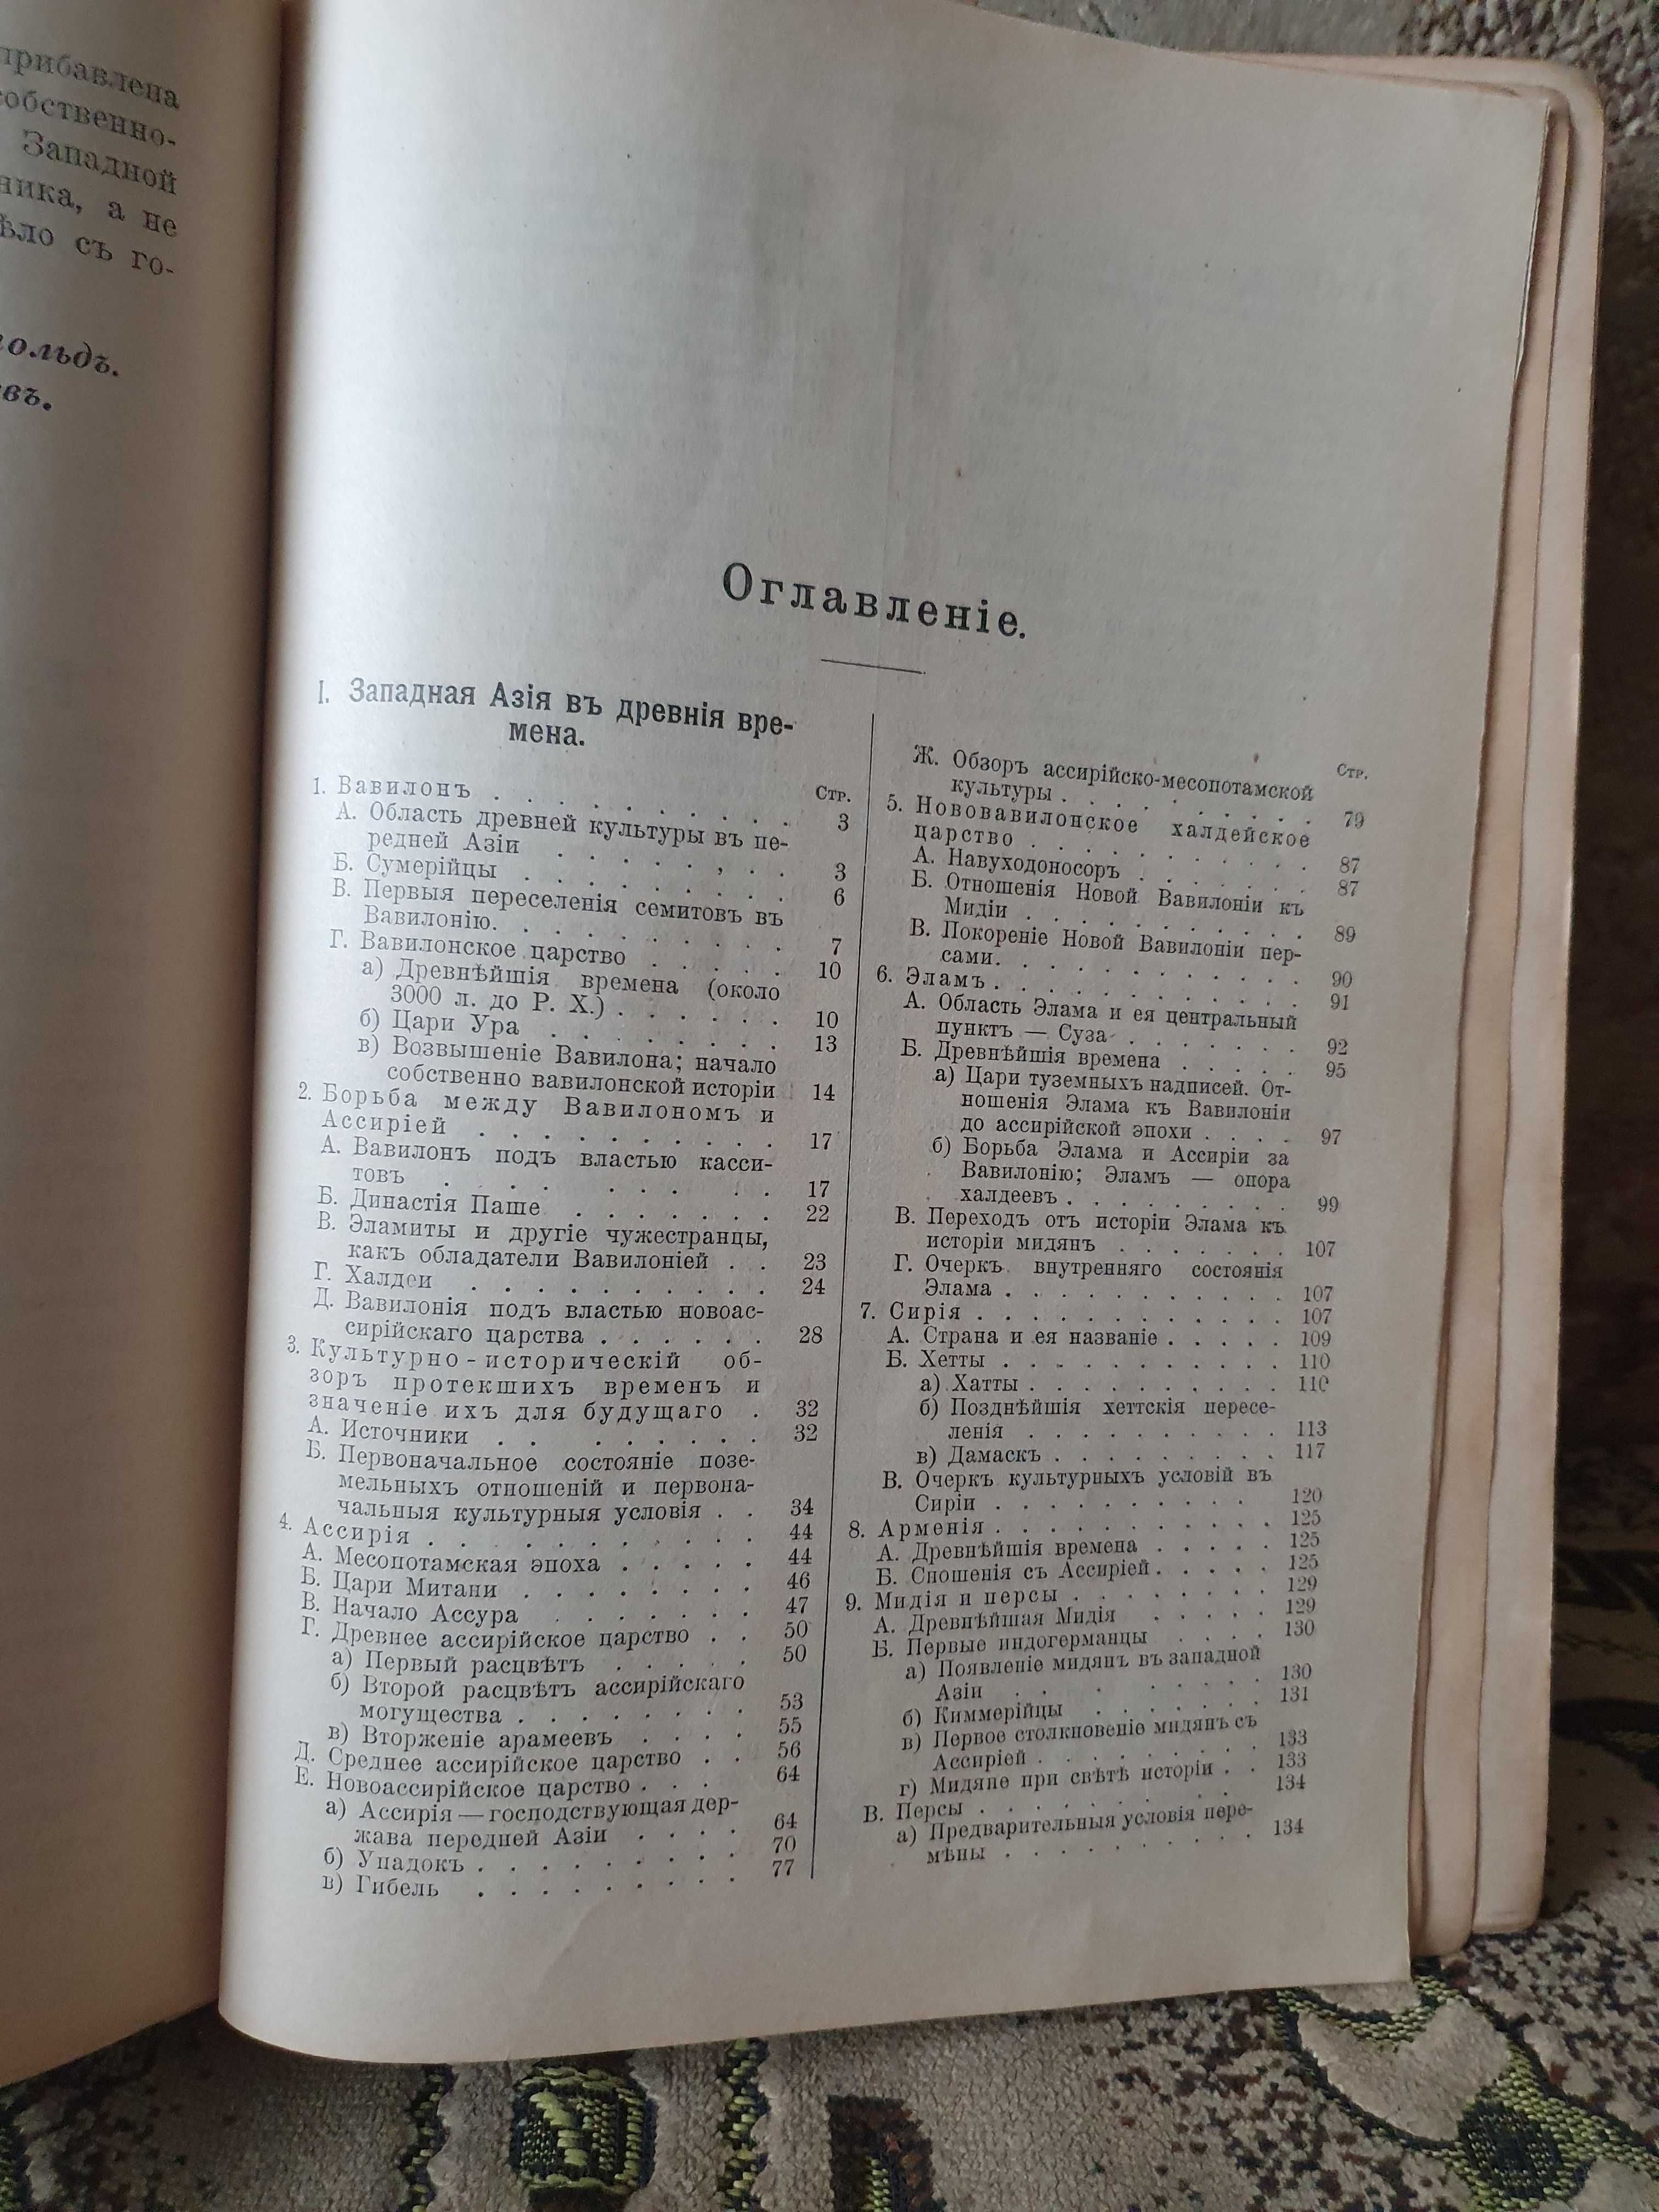 прибавлена
собственно-
Западной
ника, а не
ѣло съ го-
ольдъ.
въ.
Оглавленіе.
I. Западная Азія въ древнія вре-
мена.
Стр.
1. Вавилонъ . . . . . . . . . 3
А. Область древней культуры въ пе-
редней Азіи . . . . . . . . 3
Б. Сумерійцы . . . . . . . . . 6
В. Первыя переселенія семитовъ въ
Вавилонію. . . . . . . . . . 7
Г. Вавилонское царство . . . . . 10
а) Древнѣйшія времена (около
3000 л. до Р. Х.) . . . . . . 10
б) Цари Ура . . . . . . . . 13
в) Возвышеніе Вавилона; начало
собственно вавилонской исторіи 14
2. Борьба между Вавилономъ и
Ассиріей . . . . . . . . . . 17
А. Вавилонъ подъ властью касси-
товъ . . . . . . . 17
Б. Династія Паше . . . . . . . 22
В. Эламиты и другіе чужестранцы,
какъ обладатели Вавилоніей . . 23
Г. Халдеи . . . . . . . . . . 24
Д. Вавилонія подъ властью новоас-
сирійскаго царства . . . . . . 28
3. Культурно-историческій об-
зоръ протекшихъ временъ и
значеніе ихъ для будущаго . 32
А. Источники . . . . . . . . 32
Б. Первоначальное состояніе позе-
мельныхъ отношеній и первона-
чальныя культурныя условія . . 34
4. Ассирія . . . . . . . . . . 44
А. Месопотамская эпоха . . . . . 44
Б. Цари Митани . . . . . . . . 46
В. Начало Ассура . . . . . . . 47
Г. Древнее ассирійское царство . . 50
а) Первый расцвѣтъ . . . . . 50
б) Второй расцвѣтъ ассирійскаго
могущества . . . . . . . . 53
в) Вторженіе арамеевъ . . . . 55
Д. Среднее ассирійское царство . . 56
Е. Новоассирійское царство . . . 64
а) Ассирія — господствующая дер-
жава передней Азіи . . . . 64
б) Упадокъ . . . . . . . . . 70
в) Гибель . . . . . . . . . 77
Стр.
Ж. Обзоръ ассирійско-месопотамской
культуры . . . . . . . . . 79
5. Нововавилонское халдейское
царство . . . . . . . . . . 87
А. Навуходоносоръ . . . . . . . 87
Б. Отношенія Новой Вавилоніи къ
Мидіи . . . . . . . . . . 89
В. Покореніе Новой Вавилоніи пер-
сами. . . . . . . . . . . 90
6. Эламъ . . . . . . . . . . . . 91
А. Область Элама и ея центральный
пунктъ — Суза . . . . . . . 92
Б. Древнѣйшія времена . . . . . 95
а) Цари туземныхъ надписей. От-
ношенія Элама къ Вавилоніи
до ассирійской эпохи . . . . 97
б) Борьба Элама и Ассиріи за
Вавилонію; Эламъ — опора
халдеевъ . . . . . . . . . 99
В. Переходъ отъ исторіи Элама къ
исторіи мидянъ . . . . . . . 107
Г. Очеркъ внутренняго состоянія
Элама . . . . . . . . . . . 107
7. Сирія . . . . . . . . . . . . 107
А. Страна и ея названіе . . . . . 109
Б. Хетты . . . . . . . . . . . 110
а) Хатты . . . . . . . . . . 110
б) Позднѣйшія хеттскія пересе-
ленія . . . . . . . . . . 113
в) Дамаскъ . . . . . . . . . 117
В. Очеркъ культурныхъ условій въ
Сиріи . . . . . . . . . . 120
8. Арменія . . . . . . . . . . . 125
А. Древнѣйшія времена . . . . . 125
Б. Сношенія съ Ассиріей . . . . . 125
9. Мидія и персы . . . . . . . . 129
А. Древнѣйшая Мидія . . . . . 129
Б. Первые индогерманцы . . . . 130
а) Появленіе мидянъ въ западной
Азіи . . . . . . . . 130
б) Киммерійцы . . . . . . . 131
в) Первое столкновеніе мидянъ съ
Ассиріей . . . . . . . . . 133
г) Мидяне при свѣтѣ исторіи . . 133
В. Персы . . . . . . . . . . 134
а) Предварительныя условія пере-
мѣны . . . . . . . . . 134